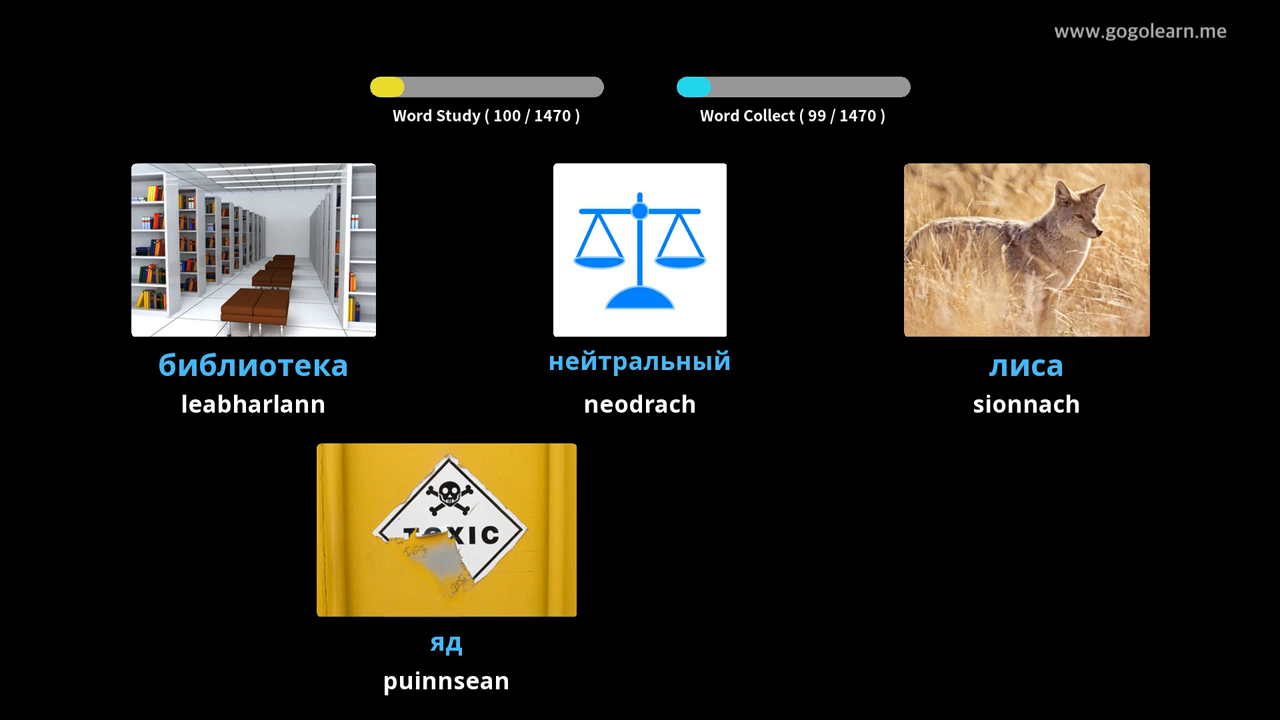 www.gogolearn.me
Word Study ( 100 / 1470 )
Word Collect ( 99 / 1470 )
библиотека
leabharlann
нейтральный
neodrach
лиса
sionnach
TOXIC
яд
puinnsean